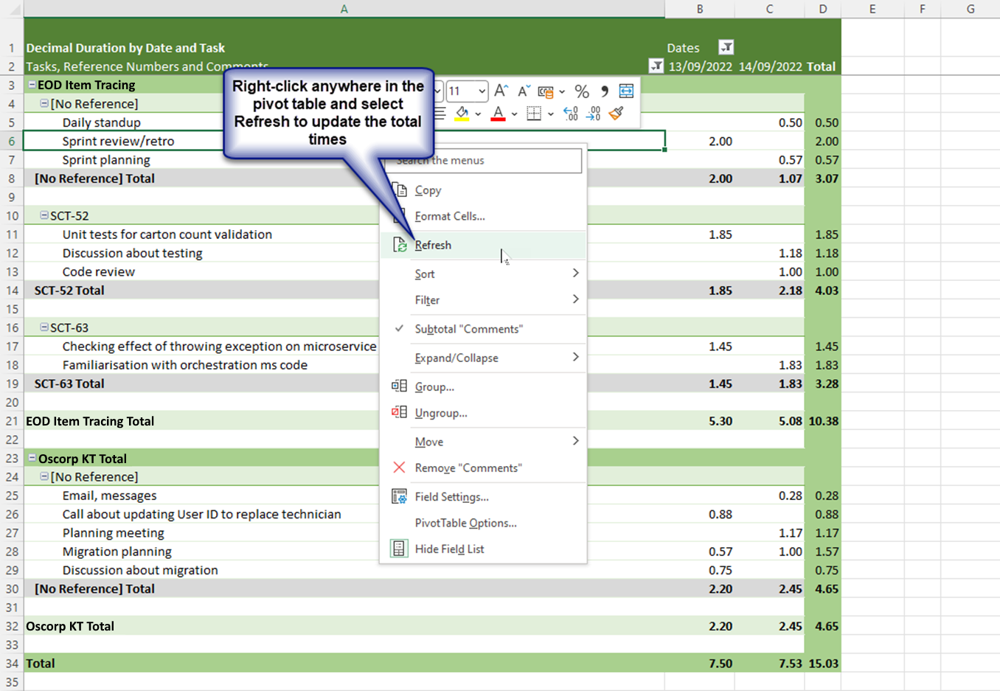 A B C D E F G
1 Decimal Duration by Date and Task Dates
2 Tasks, Reference Numbers and Comments 13/09/2022 14/09/2022 Total
3 EOD Item Tracing
4 [No Reference]
5 Daily standup 0.50 0.50
6 Sprint review/retro 2.00 2.00
7 Sprint planning 0.57 0.57
8 [No Reference] Total 2.00 1.07 3.07
9
10 SCT-52
11 Unit tests for carton count validation 1.85 1.85
12 Discussion about testing 1.18 1.18
13 Code review 1.00 1.00
14 SCT-52 Total 1.85 2.18 4.03
15
16 SCT-63
17 Checking effect of throwing exception on microservice 1.45 1.45
18 Familiarisation with orchestration ms code 1.83 1.83
19 SCT-63 Total 1.45 1.83 3.28
20
21 EOD Item Tracing Total 5.30 5.08 10.38
22
23 Oscorp KT Total
24 [No Reference]
25 Email, messages 0.28 0.28
26 Call about updating User ID to replace technician 0.88 0.88
27 Planning meeting 1.17 1.17
28 Migration planning 0.57 1.00 1.57
29 Discussion about migration 0.75 0.75
30 [No Reference] Total 2.20 2.45 4.65
31
32 Oscorp KT Total 2.20 2.45 4.65
33
34 Total 7.50 7.53 15.03
35
Right-click anywhere in the
pivot table and select
Refresh to update the total
times
11 A A % 9
A .00 .00
Search the menus
Copy
Format Cells...
Refresh
Sort
Filter
Subtotal "Comments"
Expand/Collapse
Group...
Ungroup...
Move
Remove "Comments"
Field Settings...
PivotTable Options...
Hide Field List